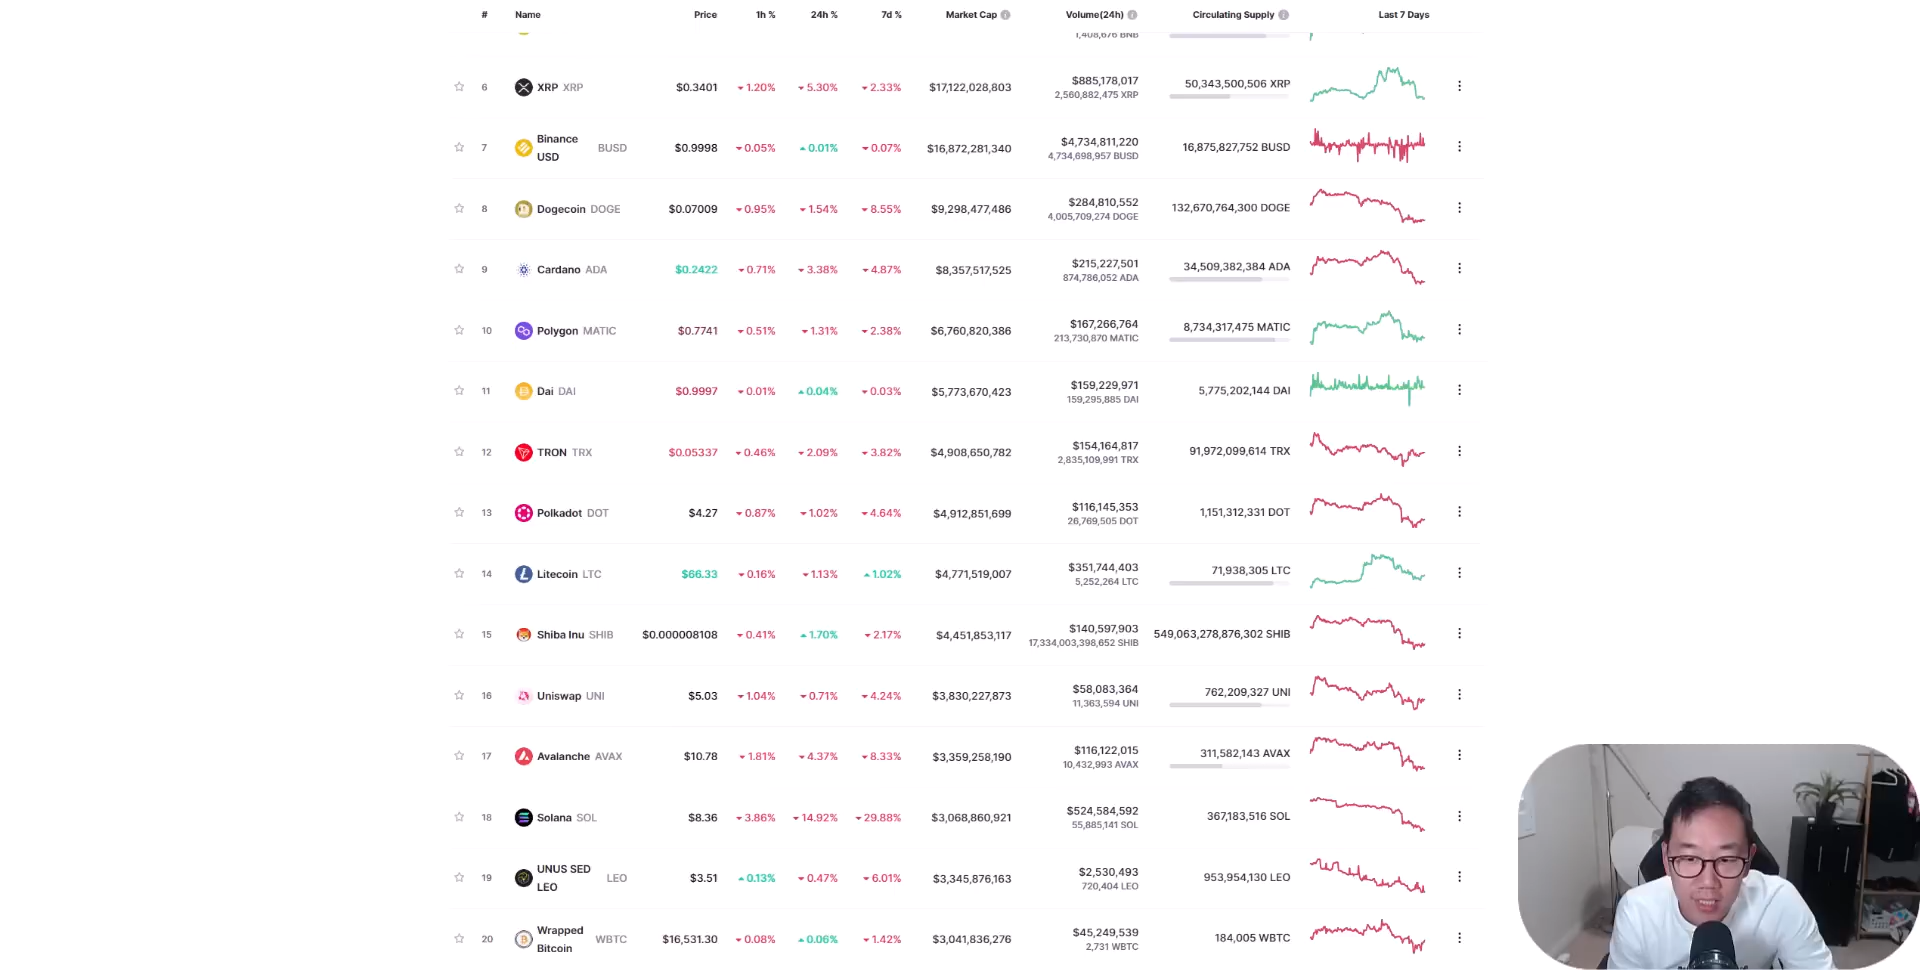 # Name Price 1h % 24h % 7d % Market Cap Volume(24h) Circulating Supply Last 7 Days
1,408,676 BNB
6 XRP XRP $0.3401 1.20% 5.30% 2.33% $17,122,028,803 $885,178,017 50,343,500,506 XRP
2,560,882,475 XRP
7 Binance USD BUSD $0.9998 0.05% 0.01% 0.07% $16,872,281,340 $4,734,811,220 16,875,827,752 BUSD
4,734,698,957 BUSD
8 Dogecoin DOGE $0.07009 0.95% 1.54% 8.55% $9,298,477,486 $284,810,552 132,670,764,300 DOGE
4,005,709,274 DOGE
9 Cardano ADA $0.2422 0.71% 3.38% 4.87% $8,357,517,525 $215,227,501 34,509,382,384 ADA
874,786,052 ADA
10 Polygon MATIC $0.7741 0.51% 1.31% 2.38% $6,760,820,386 $167,266,764 8,734,317,475 MATIC
213,730,870 MATIC
11 Dai DAI $0.9997 0.01% 0.04% 0.03% $5,773,670,423 $159,229,971 5,775,202,144 DAI
159,295,885 DAI
12 TRON TRX $0.05337 0.46% 2.09% 3.82% $4,908,650,782 $154,164,817 91,972,099,614 TRX
2,835,109,991 TRX
13 Polkadot DOT $4.27 0.87% 1.02% 4.64% $4,912,851,699 $116,145,353 1,151,312,331 DOT
26,769,505 DOT
14 Litecoin LTC $66.33 0.16% 1.13% 1.02% $4,771,519,007 $351,744,403 71,938,305 LTC
5,252,264 LTC
15 Shiba Inu SHIB $0.000008108 0.41% 1.70% 2.17% $4,451,853,117 $140,597,903 549,063,278,876,302 SHIB
17,334,003,398,652 SHIB
16 Uniswap UNI $5.03 1.04% 0.71% 4.24% $3,830,227,873 $58,083,364 762,209,327 UNI
11,363,594 UNI
17 Avalanche AVAX $10.78 1.81% 4.37% 8.33% $3,359,258,190 $116,122,015 311,582,143 AVAX
10,432,993 AVAX
18 Solana SOL $8.36 3.86% 14.92% 29.88% $3,068,860,921 $524,584,592 367,183,516 SOL
55,885,141 SOL
19 UNUS SED LEO LEO $3.51 0.13% 0.47% 6.01% $3,345,876,163 $2,530,493 953,954,130 LEO
720,404 LEO
20 Wrapped Bitcoin WBTC $16,531.30 0.08% 0.06% 1.42% $3,041,836,276 $45,249,539 184,005 WBTC
2,731 WBTC